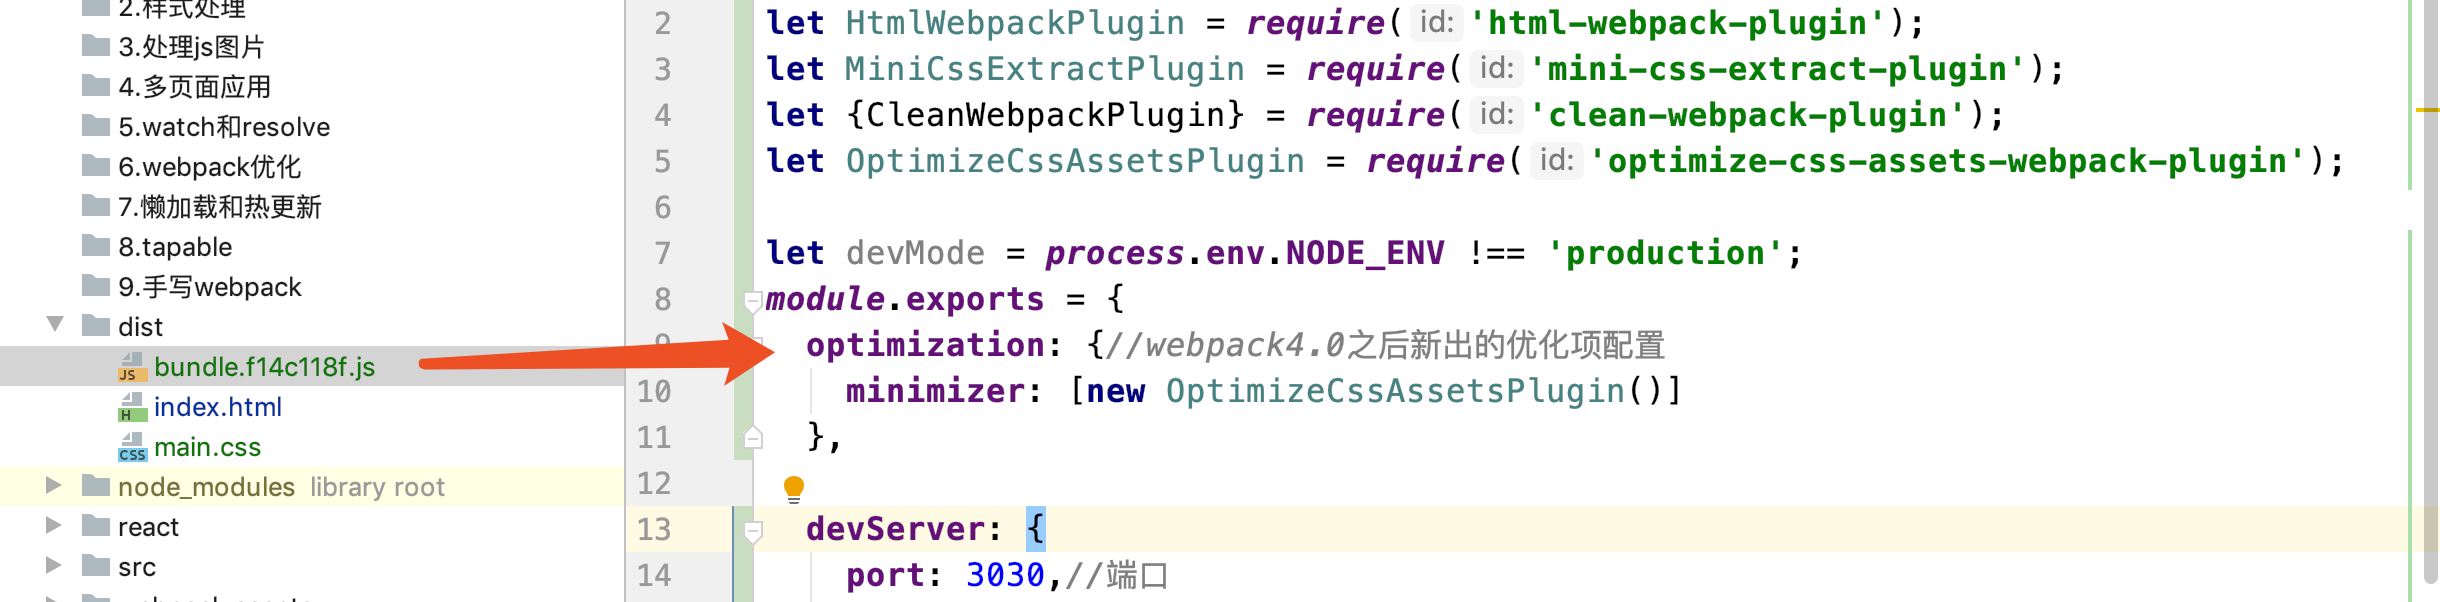 2.样式处理
3.处理js图片
4.多页面应用
5.watch和resolve
6.webpack优化
7.懒加载和热更新
8.tapable
9.手写webpack
dist
JS bundle.f14c118f.js
H index.html
CSS main.css
node_modules library root
react
src
2 let HtmlWebpackPlugin = require( id: 'html-webpack-plugin');
3 let MiniCssExtractPlugin = require( id: 'mini-css-extract-plugin');
4 let {CleanWebpackPlugin} = require( id: 'clean-webpack-plugin');
5 let OptimizeCssAssetsPlugin = require( id: 'optimize-css-assets-webpack-plugin');
6
7 let devMode = process.env.NODE_ENV !== 'production';
8 module.exports = {
9 optimization: {//webpack4.0之后新出的优化项配置
10 minimizer: [new OptimizeCssAssetsPlugin()]
11 },
12
13 devServer: {
14 port: 3030,//端口